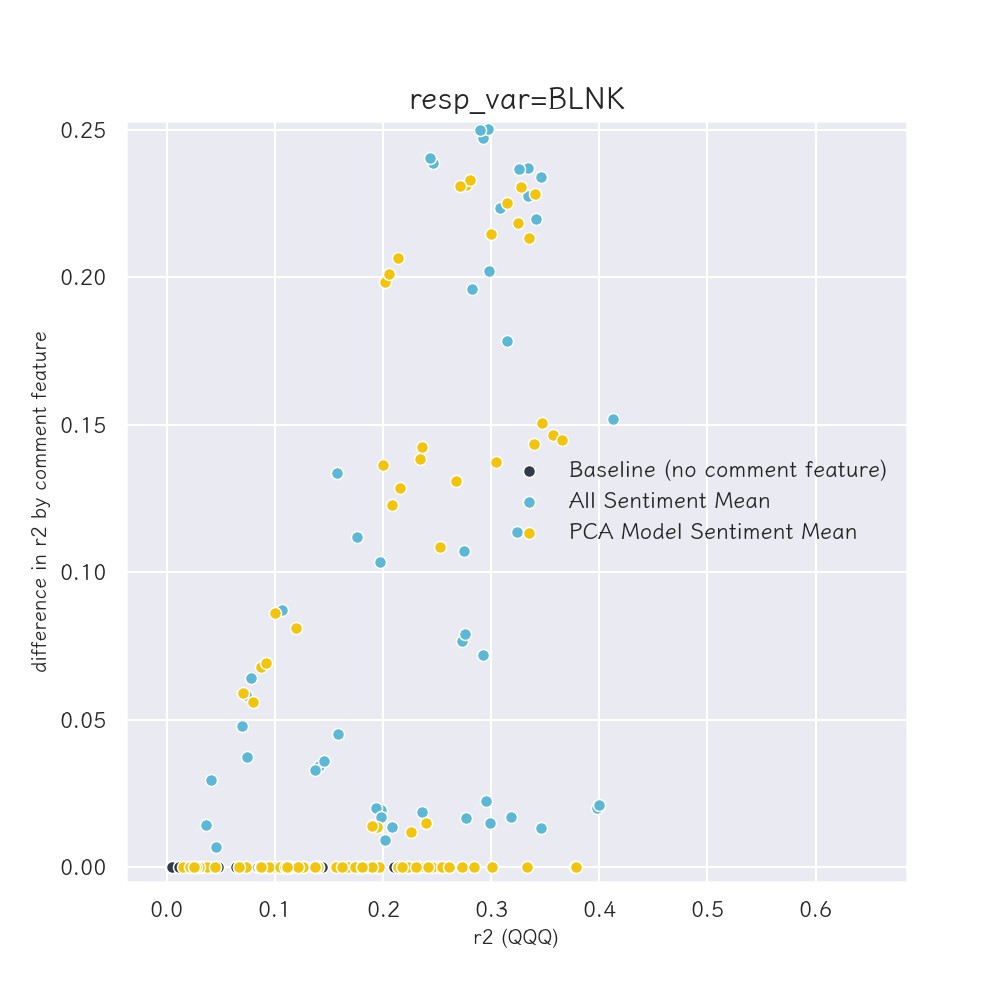 resp_var=BLNK
0.25
0.20
0.15
0.10
0.05
0.00
difference in r2 by comment feature
Baseline (no comment feature)
All Sentiment Mean
PCA Model Sentiment Mean
0.0 0.1 0.2 0.3 0.4 0.5 0.6
r2 (QQQ)